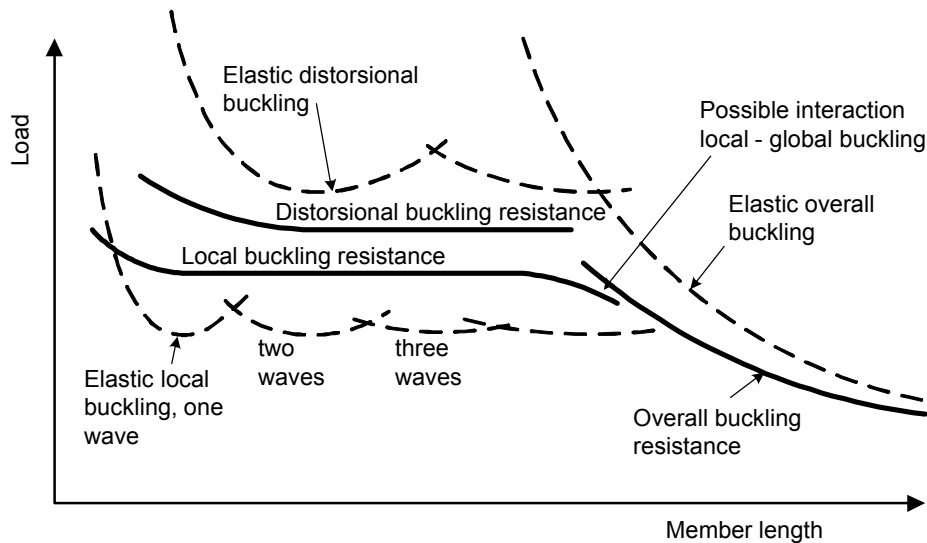 Load
Elastic distorsional
buckling
Possible interaction
local - global buckling
Distorsional buckling resistance
Elastic overall
buckling
Local buckling resistance
two
waves
three
waves
Elastic local
buckling, one
wave
Overall buckling
resistance
Member length